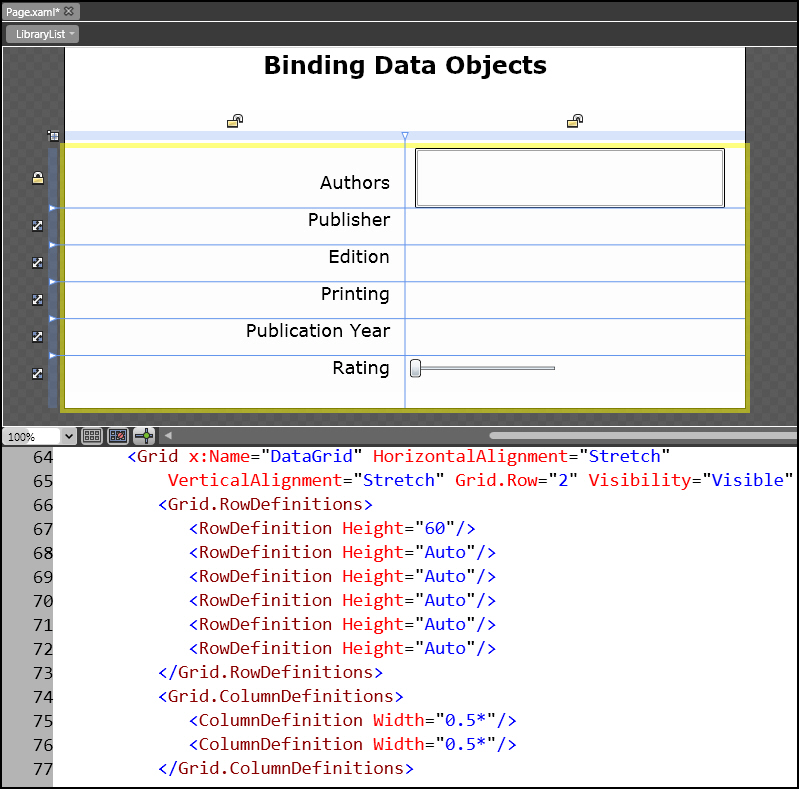 Page.xaml*
LibraryList
Binding Data Objects
Authors
Publisher
Edition
Printing
Publication Year
Rating
100%
64 <Grid x:Name="DataGrid" HorizontalAlignment="Stretch"
65 VerticalAlignment="Stretch" Grid.Row="2" Visibility="Visible"
66 <Grid.RowDefinitions>
67 <RowDefinition Height="60"/>
68 <RowDefinition Height="Auto"/>
69 <RowDefinition Height="Auto"/>
70 <RowDefinition Height="Auto"/>
71 <RowDefinition Height="Auto"/>
72 <RowDefinition Height="Auto"/>
73 </Grid.RowDefinitions>
74 <Grid.ColumnDefinitions>
75 <ColumnDefinition Width="0.5*"/>
76 <ColumnDefinition Width="0.5*"/>
77 </Grid.ColumnDefinitions>